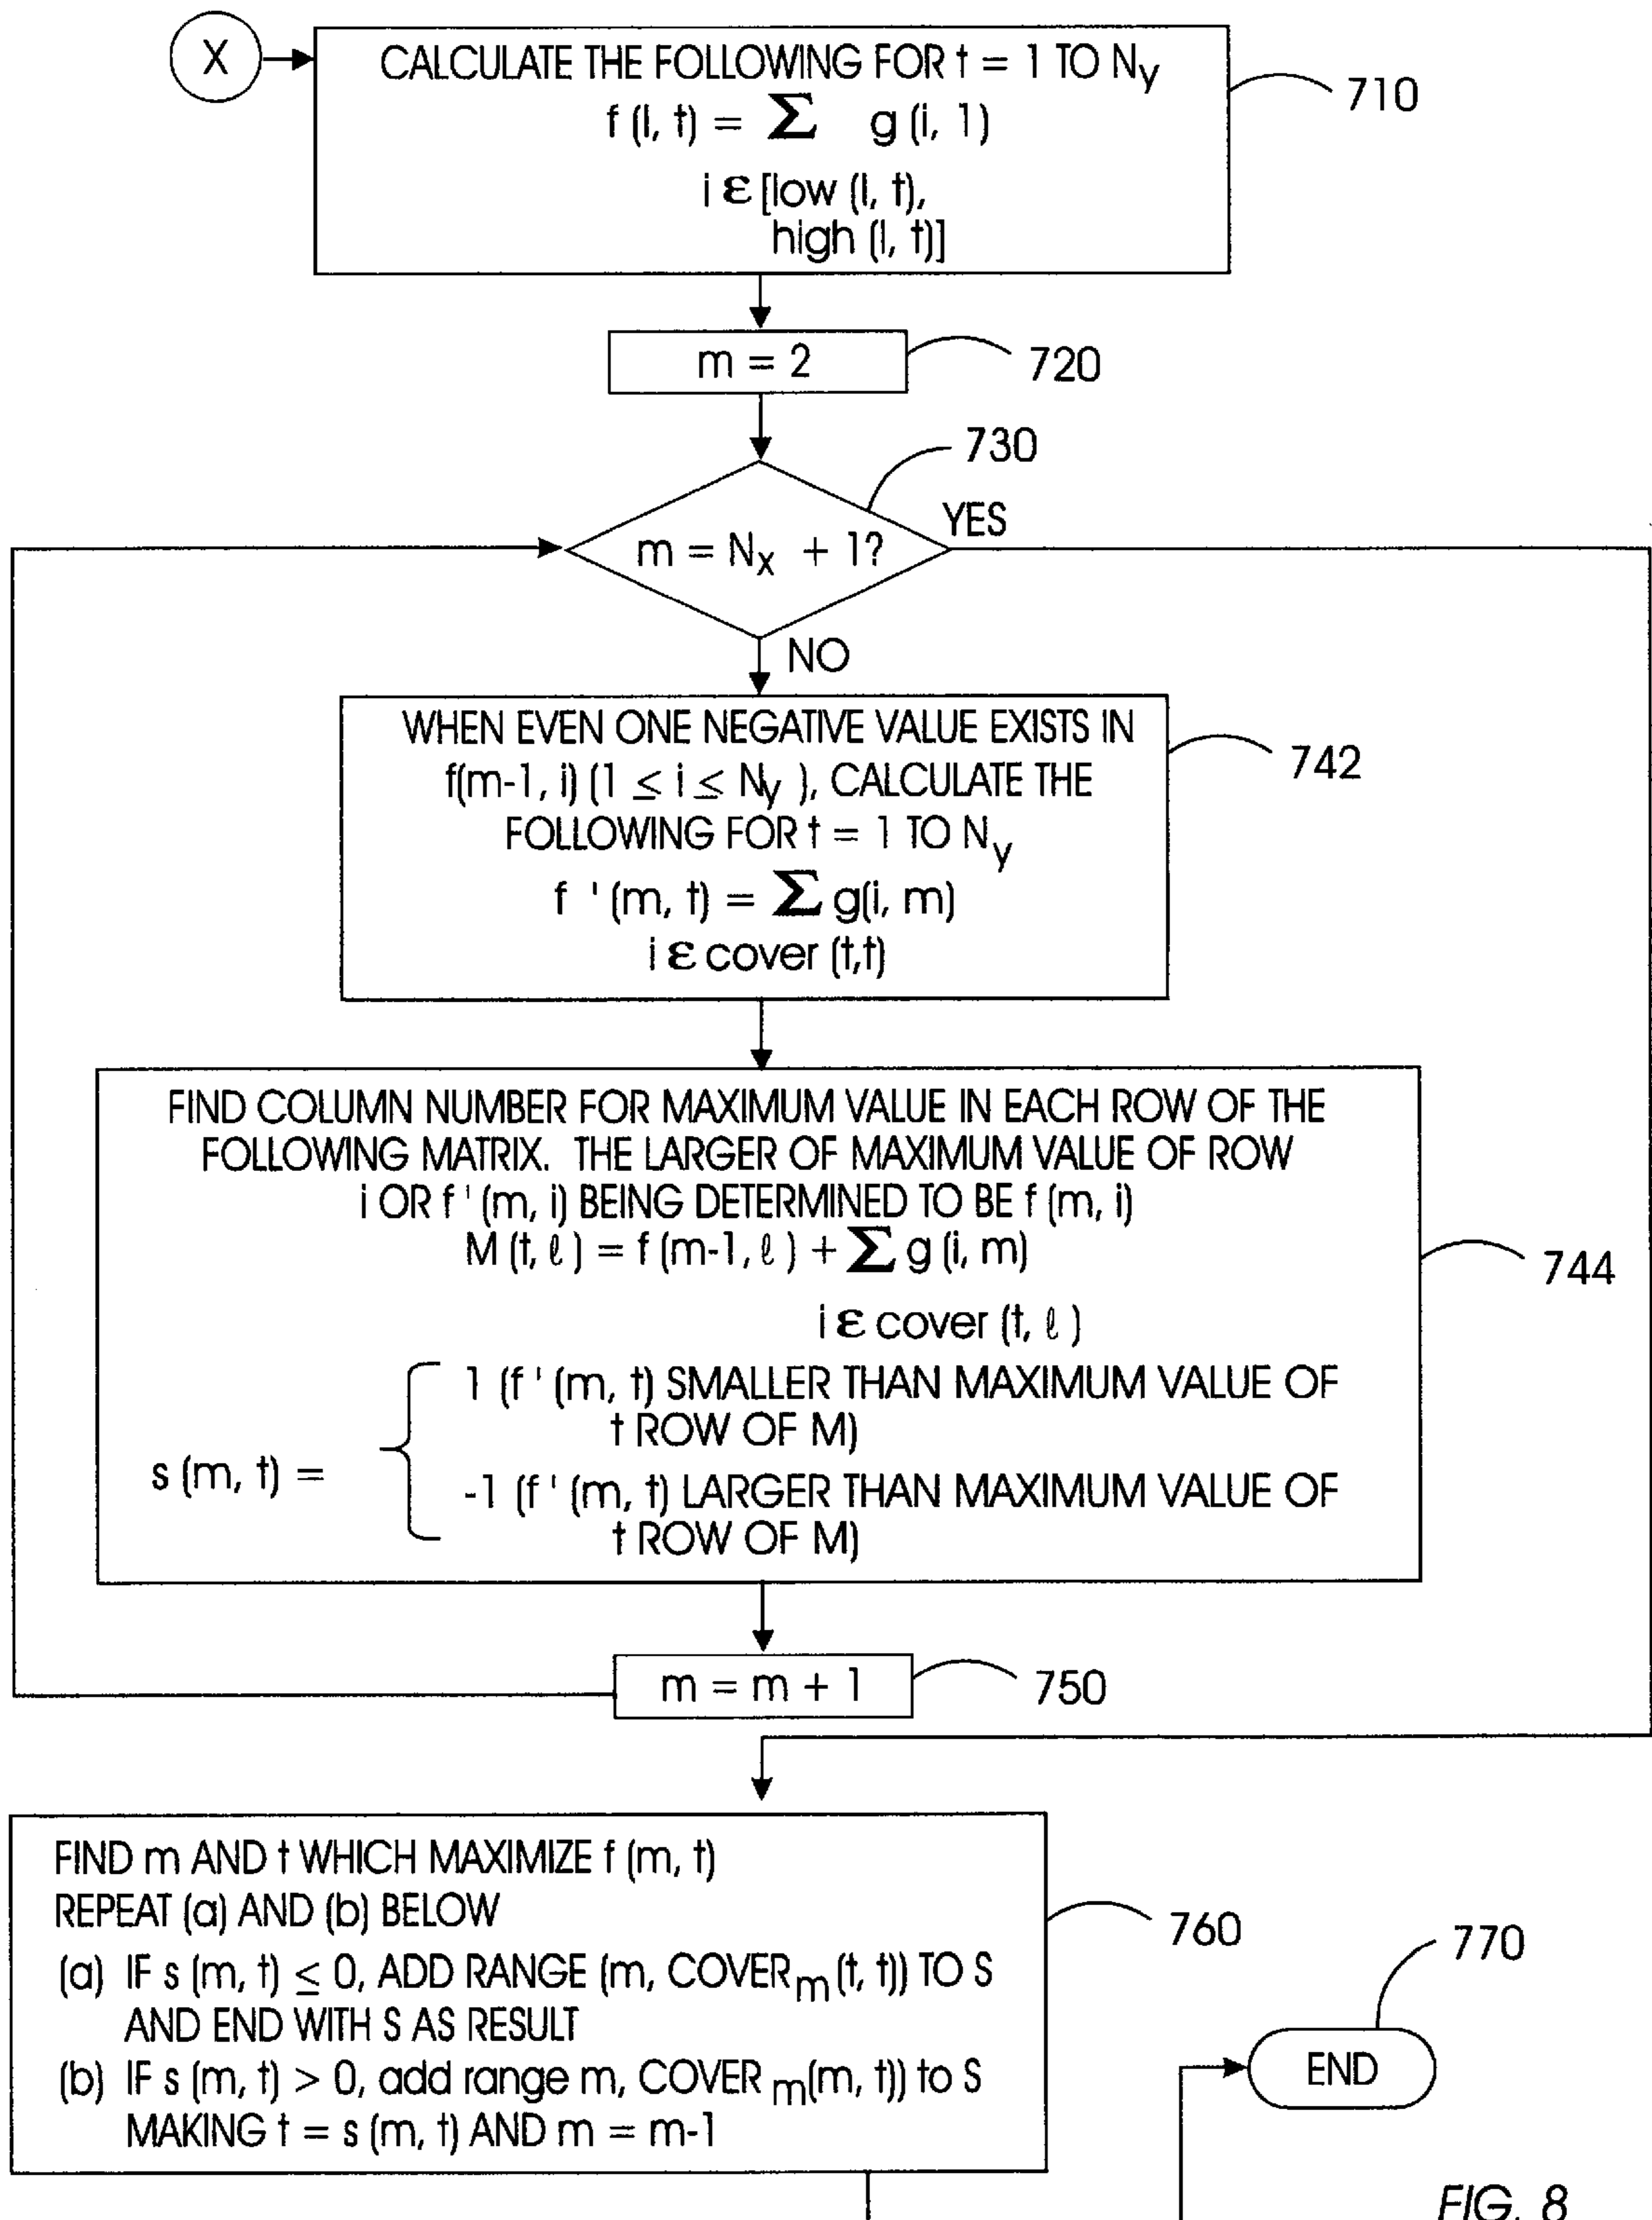 X
CALCULATE THE FOLLOWING FOR t = 1 TO Ny
f (l, t) = Σ g (i, 1)
i ε [low (l, t),
high (l, t)]
710
m = 2
720
730
YES
m = Nx + 1?
NO
WHEN EVEN ONE NEGATIVE VALUE EXISTS IN
f(m-1, i) (1 ≤ i ≤ Ny ), CALCULATE THE
FOLLOWING FOR t = 1 TO Ny
f '(m, t) = Σ g(i, m)
i ε cover (t,t)
742
FIND COLUMN NUMBER FOR MAXIMUM VALUE IN EACH ROW OF THE
FOLLOWING MATRIX. THE LARGER OF MAXIMUM VALUE OF ROW
i OR f ' (m, i) BEING DETERMINED TO BE f (m, i)
M (t, ℓ ) = f (m-1, ℓ ) + Σ g (i, m)
i ε cover (t, ℓ )
744
1 (f ' (m, t) SMALLER THAN MAXIMUM VALUE OF
t ROW OF M)
s (m, t) =
-1 (f ' (m, t) LARGER THAN MAXIMUM VALUE OF
t ROW OF M)
m = m + 1
750
FIND m AND t WHICH MAXIMIZE f (m, t)
REPEAT (a) AND (b) BELOW
(a) IF s (m, t) ≤ 0, ADD RANGE (m, COVERm (t, t)) TO S
AND END WITH S AS RESULT
(b) IF s (m, t) > 0, add range m, COVER m(m, t)) to S
MAKING t = s (m, t) AND m = m-1
760
770
END
FIG. 8